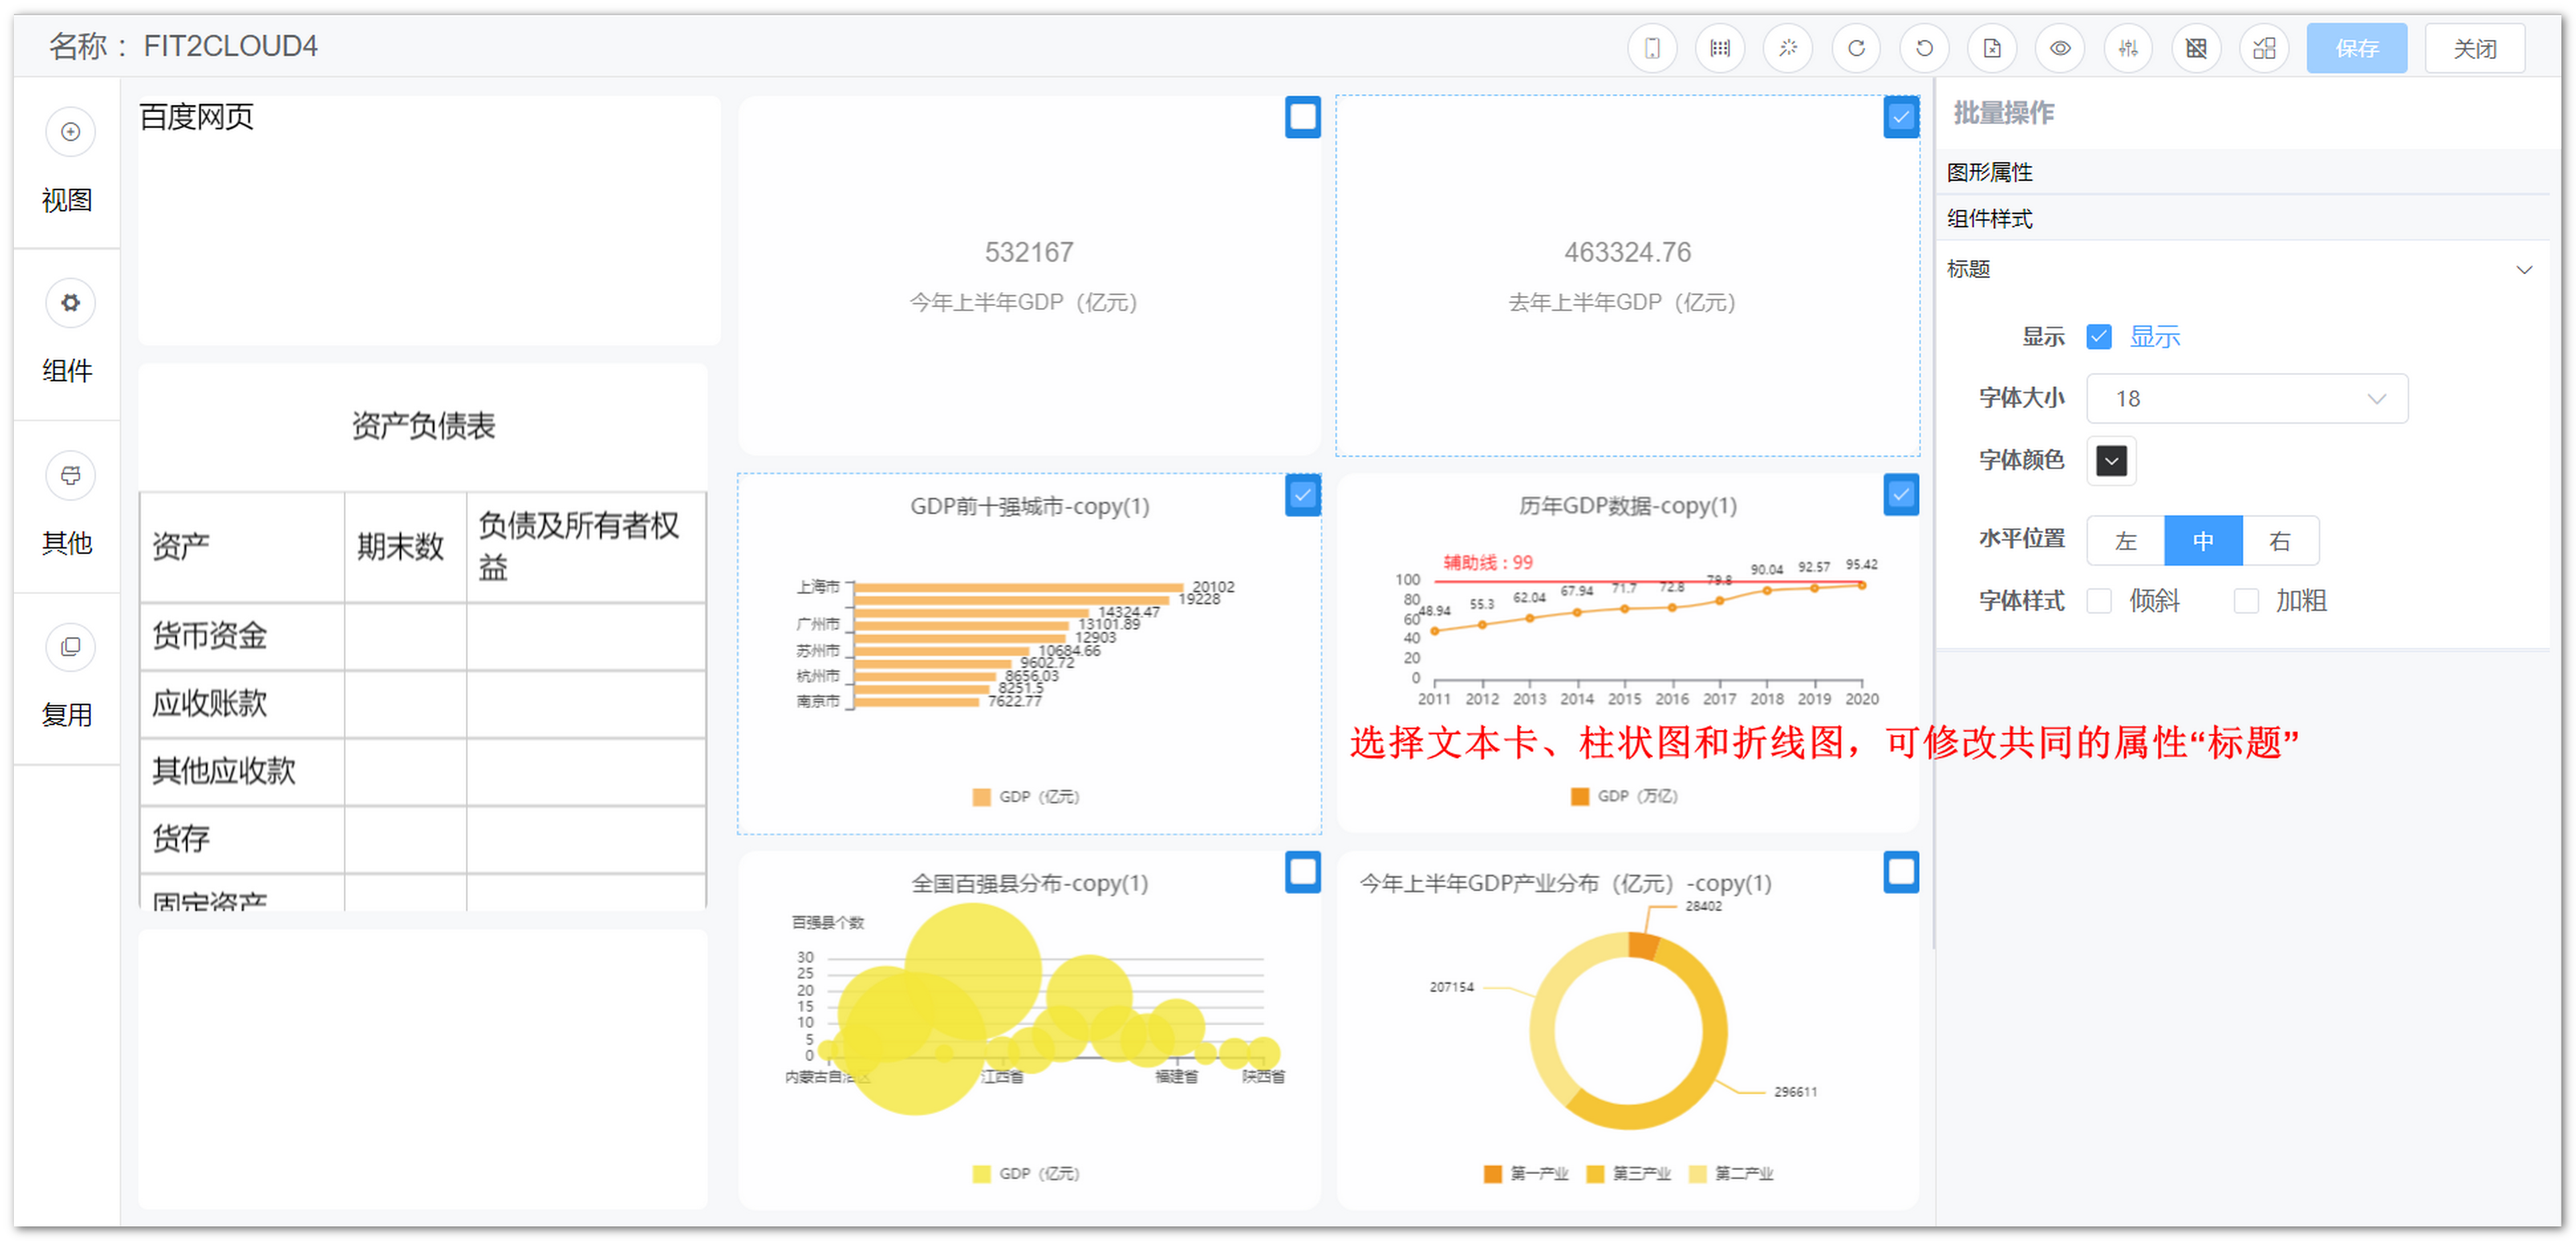 名称： FIT2CLOUD4
保存
关闭
视图
组件
其他
复用
百度网页
资产负债表
资产
期末数
负债及所有者权
益
货币资金
应收账款
其他应收款
货存
固定资产
532167
今年上半年GDP（亿元）
463324.76
去年上半年GDP（亿元）
GDP前十强城市-copy(1)
上海市
广州市
苏州市
杭州市
南京市
20102
19228
14324.47
13101.89
12903
10684.66
9602.72
8656.03
8251.5
7622.77
GDP（亿元）
历年GDP数据-copy(1)
辅助线：99
100
80
60
40
20
0
48.94
55.3
62.04
67.94
71.7
72.8
79.8
90.04
92.57
95.42
2011
2012
2013
2014
2015
2016
2017
2018
2019
2020
选择文本卡、柱状图和折线图，可修改共同的属性“标题”
GDP（万亿）
全国百强县分布-copy(1)
百强县个数
30
25
20
15
10
5
0
内蒙古自治区
江西省
福建省
陕西省
GDP（亿元）
今年上半年GDP产业分布（亿元）-copy(1)
28402
207154
296611
第一产业
第三产业
第二产业
批量操作
图形属性
组件样式
标题
显示 显示
字体大小 18
字体颜色
水平位置 左 中 右
字体样式 倾斜 加粗